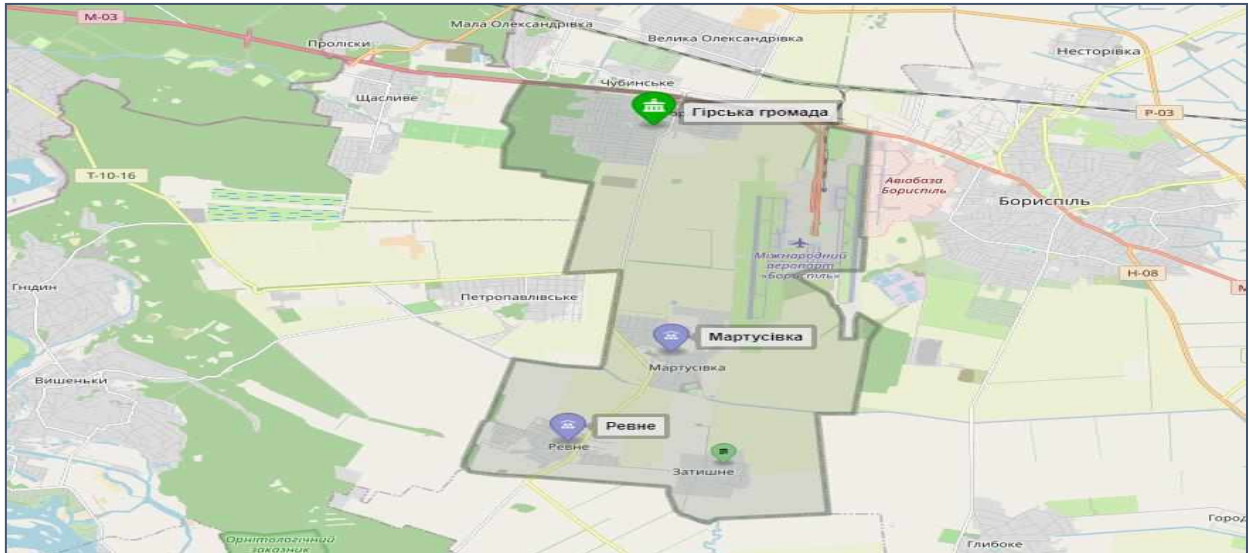 М-03
Мала Олександрівка
Проліски
Велика Олександрівка
Несторівка
Чубинське
Щасливе
Гірська громада
Р-03
Т-10-16
Авіабаза
Бориспіль
Бориспіль
Міжнародний
аеропорт
«Бориспіль»
Н-08
М
Гнідин
Петропавлівське
Мартусівка
Мартусівка
Вишеньки
Ревне
Ревне
Затишне
Город
Орнітологічний
заказник
Глибоке